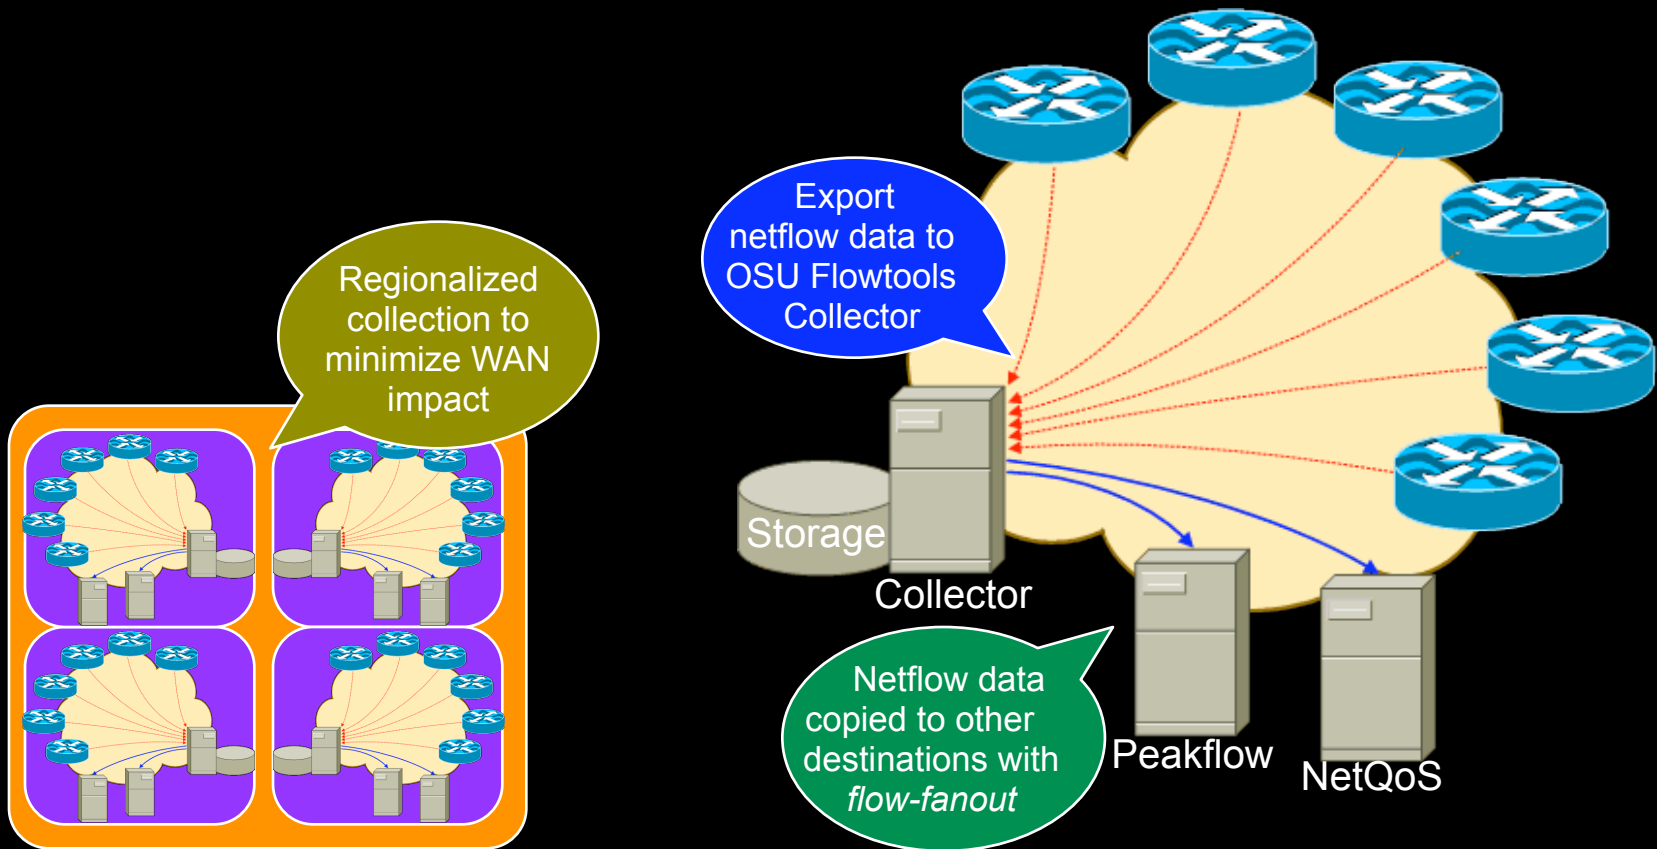 Export
netflow data to
OSU Flowtools
Collector
Regionalized
collection to
minimize WAN
impact
Storage
Collector
Netflow data
copied to other
destinations with
flow-fanout
Peakflow
NetQoS